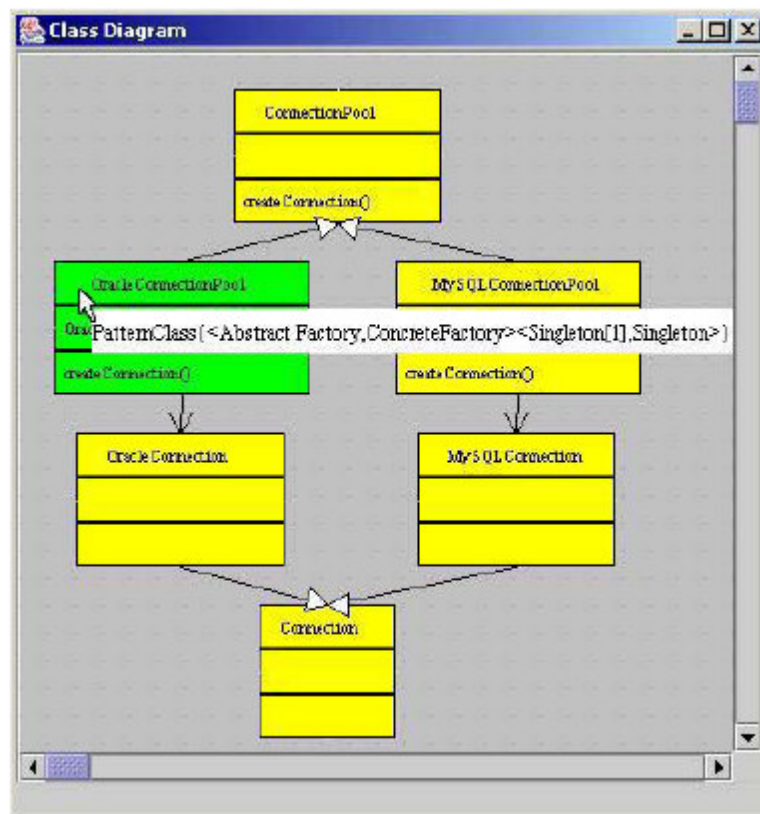 Class Diagram
ConnectionPool
createConnection()
OracleConnectionPool
MySQLConnectionPool
PatternClass{<Abstract Factory,ConcreteFactory><Singleton[1],Singleton>}
createConnection()
createConnection()
OracleConnection
MySQLConnection
Connection